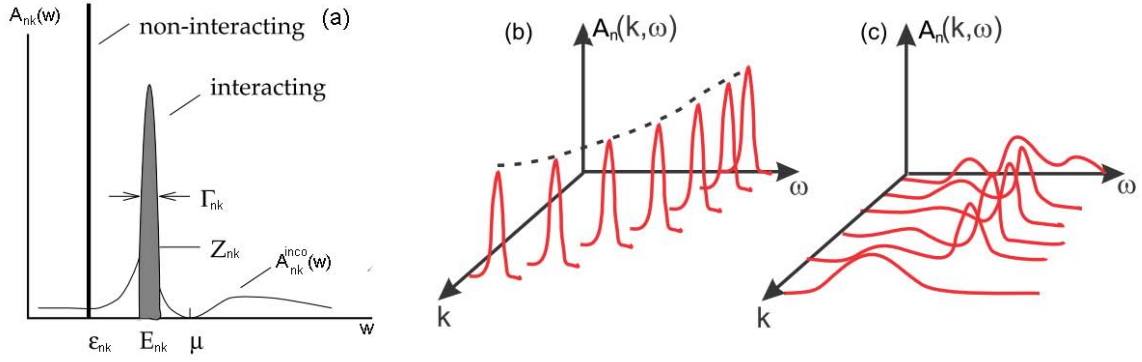 A_nk(w)
(a)
non-interacting
interacting
Γ_nk
Z_nk
A_nk^inco(w)
w
ε_nk E_nk μ
(b)
A_n(k,ω)
ω
k
(c)
A_n(k,ω)
ω
k